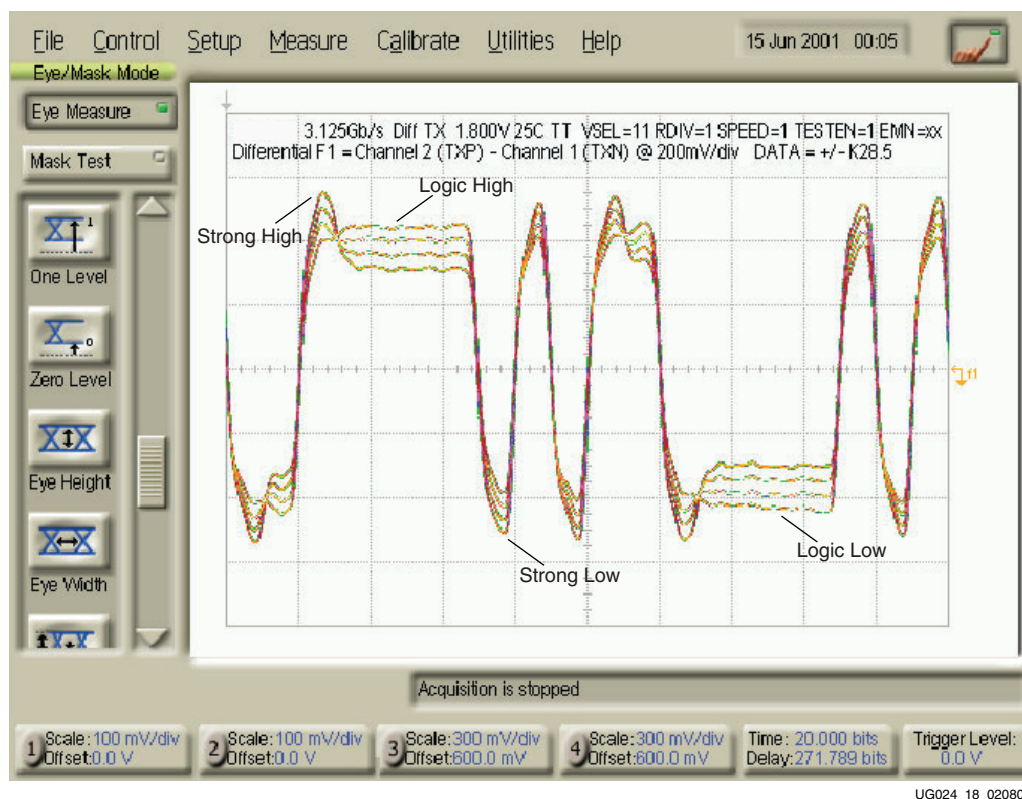 File Control Setup Measure Calibrate Utilities Help 15 Jun 2001 00:05
Eye/Mask Mode
Eye Measure
Mask Test
One Level
Zero Level
Eye Height
Eye Width
3.125Gb/s Diff TX 1.800V 25C TT VSEL=11 RDIV=1 SPEED=1 TESTEN=1 EMN=xx
Differential F1 = Channel 2 (TXP) - Channel 1 (TXN) @ 200mV/div DATA = +/- K28.5
Logic High
Strong High
f1
Logic Low
Strong Low
Acquisition is stopped
1 Scale: 100 mV/div
Offset: 0.0 V
2 Scale: 100 mV/div
Offset: 0.0 V
3 Scale: 300 mV/div
Offset: 600.0 mV
4 Scale: 300 mV/div
Offset: 600.0 mV
Time: 20.000 bits
Delay: 271.789 bits
Trigger Level:
0.0 V
UG024_18_02080